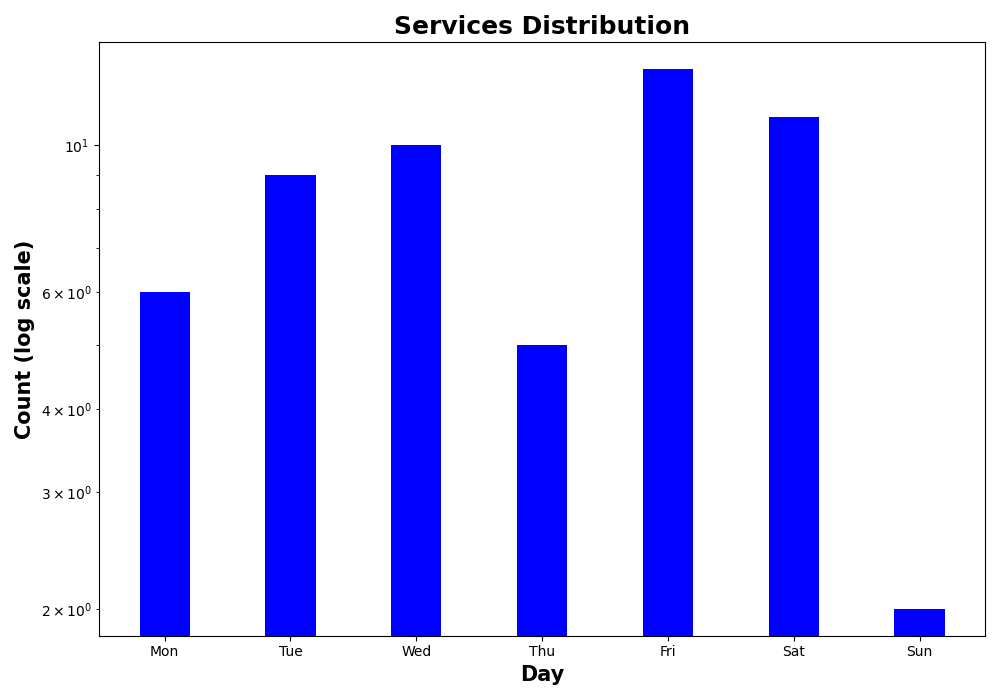 Services Distribution
Count (log scale)
10¹
6 × 10⁰
4 × 10⁰
3 × 10⁰
2 × 10⁰
Mon Tue Wed Thu Fri Sat Sun
Day